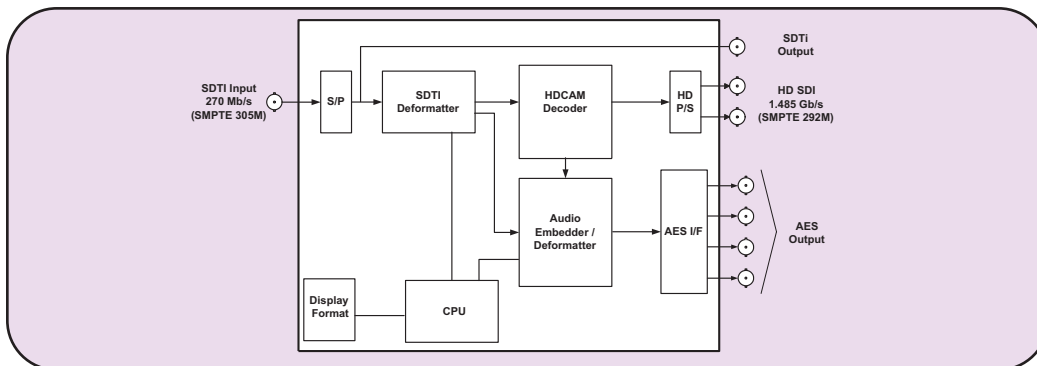 SDTi
Output
SDTI Input
270 Mb/s
(SMPTE 305M)
S/P
SDTI
Deformatter
HDCAM
Decoder
HD
P/S
HD SDI
1.485 Gb/s
(SMPTE 292M)
Audio
Embedder /
Deformatter
AES I/F
AES
Output
Display
Format
CPU